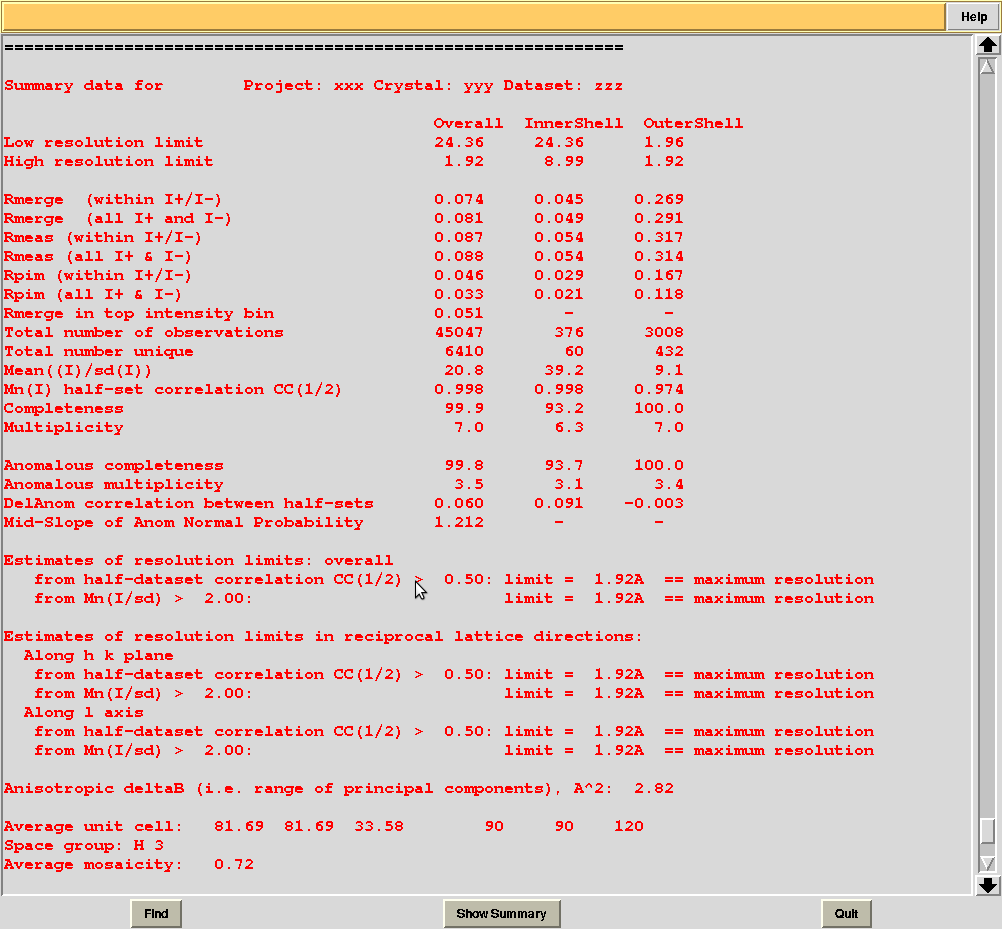 Help
==============================================================
Summary data for        Project: xxx Crystal: yyy Dataset: zzz
Overall  InnerShell  OuterShell
Low resolution limit                       24.36     24.36      1.96
High resolution limit                       1.92      8.99      1.92
Rmerge  (within I+/I-)                     0.074     0.045     0.269
Rmerge  (all I+ and I-)                    0.081     0.049     0.291
Rmeas (within I+/I-)                       0.087     0.054     0.317
Rmeas (all I+ & I-)                        0.088     0.054     0.314
Rpim (within I+/I-)                        0.046     0.029     0.167
Rpim (all I+ & I-)                         0.033     0.021     0.118
Rmerge in top intensity bin                0.051        -         -
Total number of observations               45047       376      3008
Total number unique                         6410        60       432
Mean((I)/sd(I))                             20.8      39.2       9.1
Mn(I) half-set correlation CC(1/2)         0.998     0.998     0.974
Completeness                                99.9      93.2     100.0
Multiplicity                                 7.0       6.3       7.0
Anomalous completeness                      99.8      93.7     100.0
Anomalous multiplicity                       3.5       3.1       3.4
DelAnom correlation between half-sets      0.060     0.091    -0.003
Mid-Slope of Anom Normal Probability       1.212       -         -
Estimates of resolution limits: overall
from half-dataset correlation CC(1/2) >  0.50: limit =  1.92A  == maximum resolution
from Mn(I/sd) >  2.00:                         limit =  1.92A  == maximum resolution
Estimates of resolution limits in reciprocal lattice directions:
Along h k plane
from half-dataset correlation CC(1/2) >  0.50: limit =  1.92A  == maximum resolution
from Mn(I/sd) >  2.00:                         limit =  1.92A  == maximum resolution
Along l axis
from half-dataset correlation CC(1/2) >  0.50: limit =  1.92A  == maximum resolution
from Mn(I/sd) >  2.00:                         limit =  1.92A  == maximum resolution
Anisotropic deltaB (i.e. range of principal components), A^2:  2.82
Average unit cell:   81.69  81.69  33.58        90     90    120
Space group: H 3
Average mosaicity:   0.72
Find
Show Summary
Quit